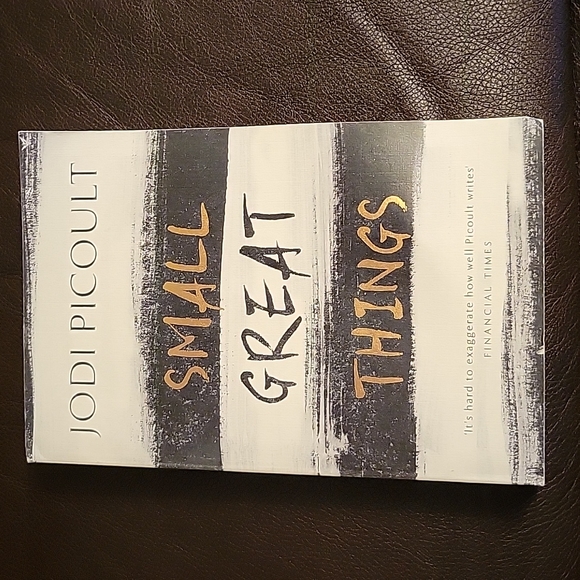 JODI PICOULT
SMALL
GREAT
THINGS
'It's hard to exaggerate how well Picoult writes'
FINANCIAL TIMES